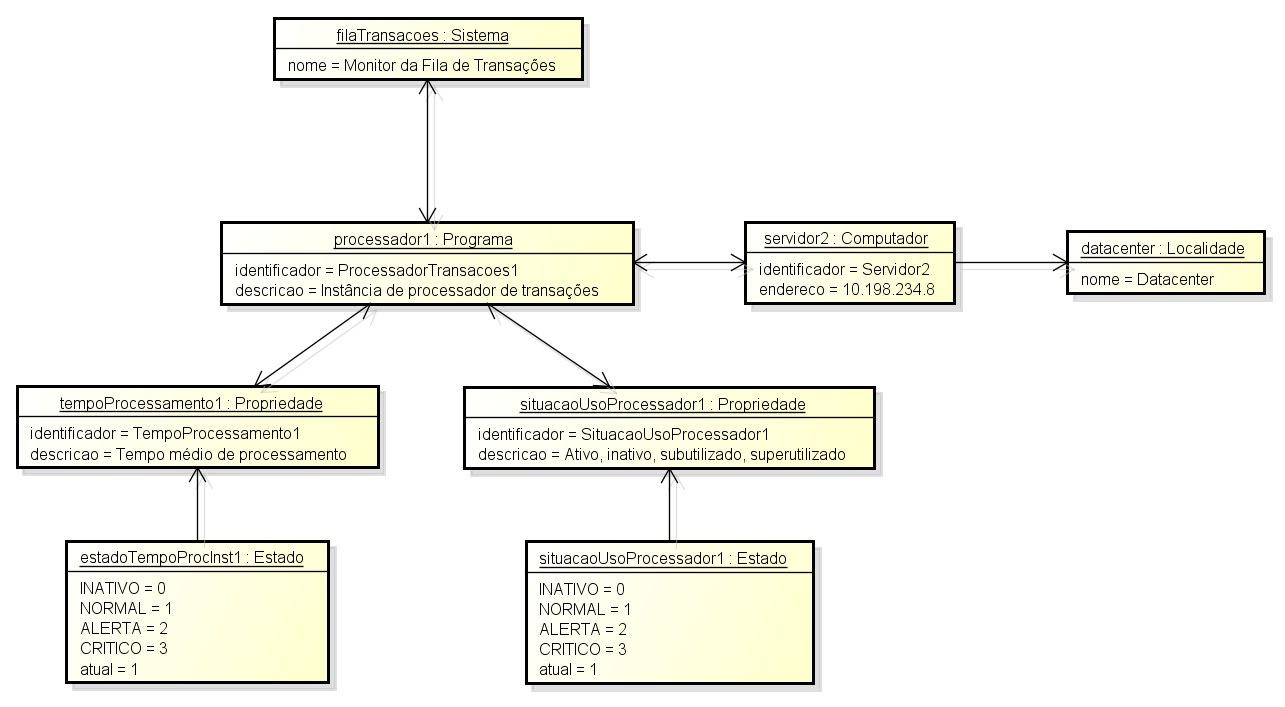 filaTransacoes : Sistema
nome = Monitor da Fila de Transações
processador1 : Programa
identificador = ProcessadorTransacoes1
descricao = Instância de processador de transações
servidor2 : Computador
identificador = Servidor2
endereco = 10.198.234.8
datacenter : Localidade
nome = Datacenter
tempoProcessamento1 : Propriedade
identificador = TempoProcessamento1
descricao = Tempo médio de processamento
situacaoUsoProcessador1 : Propriedade
identificador = SituacaoUsoProcessador1
descricao = Ativo, inativo, subutilizado, superutilizado
estadoTempoProcInst1 : Estado
INATIVO = 0
NORMAL = 1
ALERTA = 2
CRITICO = 3
atual = 1
situacaoUsoProcessador1 : Estado
INATIVO = 0
NORMAL = 1
ALERTA = 2
CRITICO = 3
atual = 1